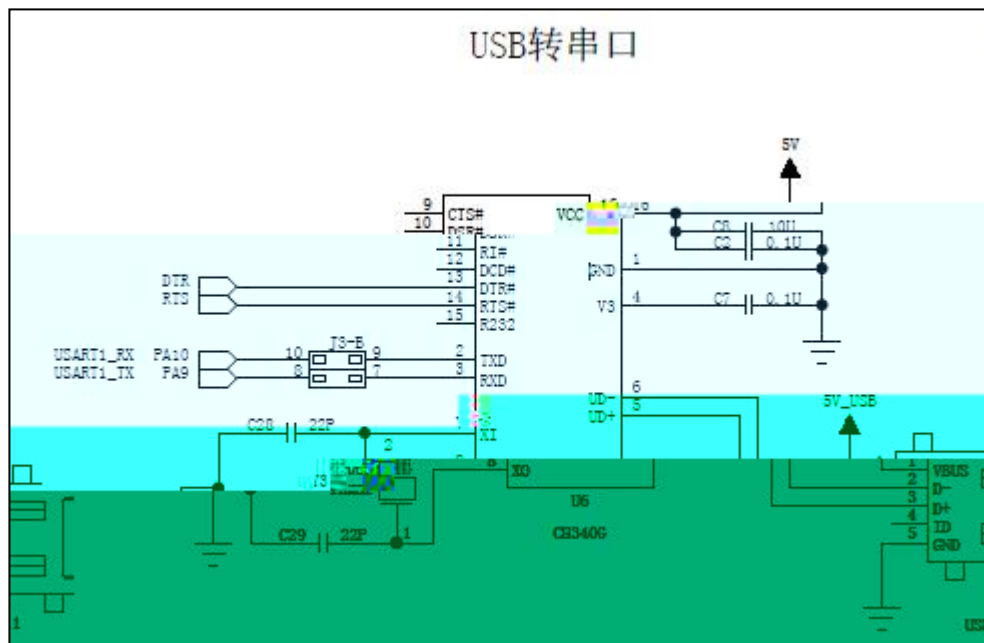 USB转串口
5V
9 CTS#
10
VCC
C8 10U
C2 0.1U
11 RI#
12 DCD#
13 DTR#
14 RTS#
15 R232
DTR
RTS
GND 1
V3 4 C7 0.1U
J3-B
USART1_RX PA10 10 9 2 TXD
USART1_TX PA9 8 7 3 RXD
UD- 6
UD+ 5
5V_USB
C28 22P
XI
2
8 XO
U6
CH340G
C29 22P 1
1 VBUS
2 D-
3 D+
4 ID
5 GND
1